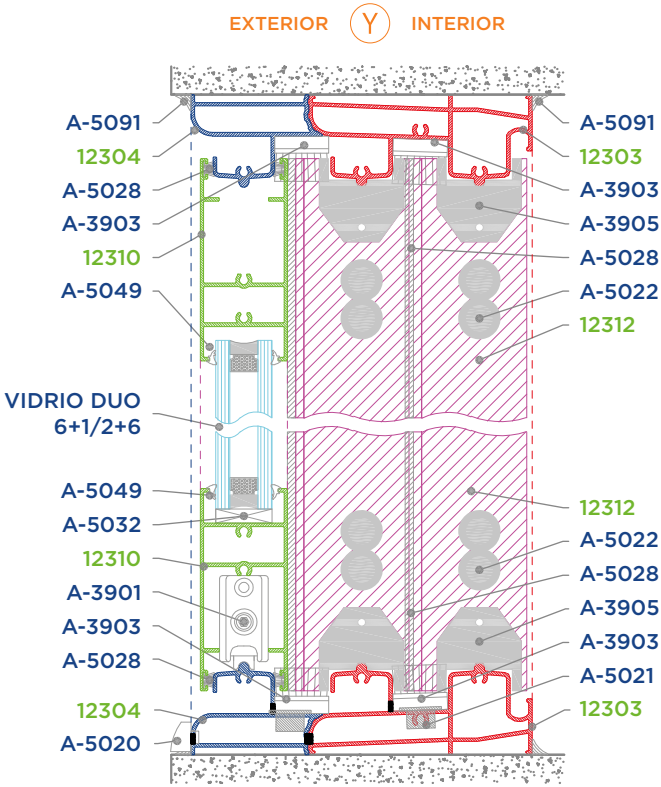 EXTERIOR Y INTERIOR
A-5091
12304
A-5028
A-3903
12310
A-5049
VIDRIO DUO
6+1/2+6
A-5049
A-5032
12310
A-3901
A-3903
A-5028
12304
A-5020
A-5091
12303
A-3903
A-3905
A-5028
A-5022
12312
12312
A-5022
A-5028
A-3905
A-3903
A-5021
12303